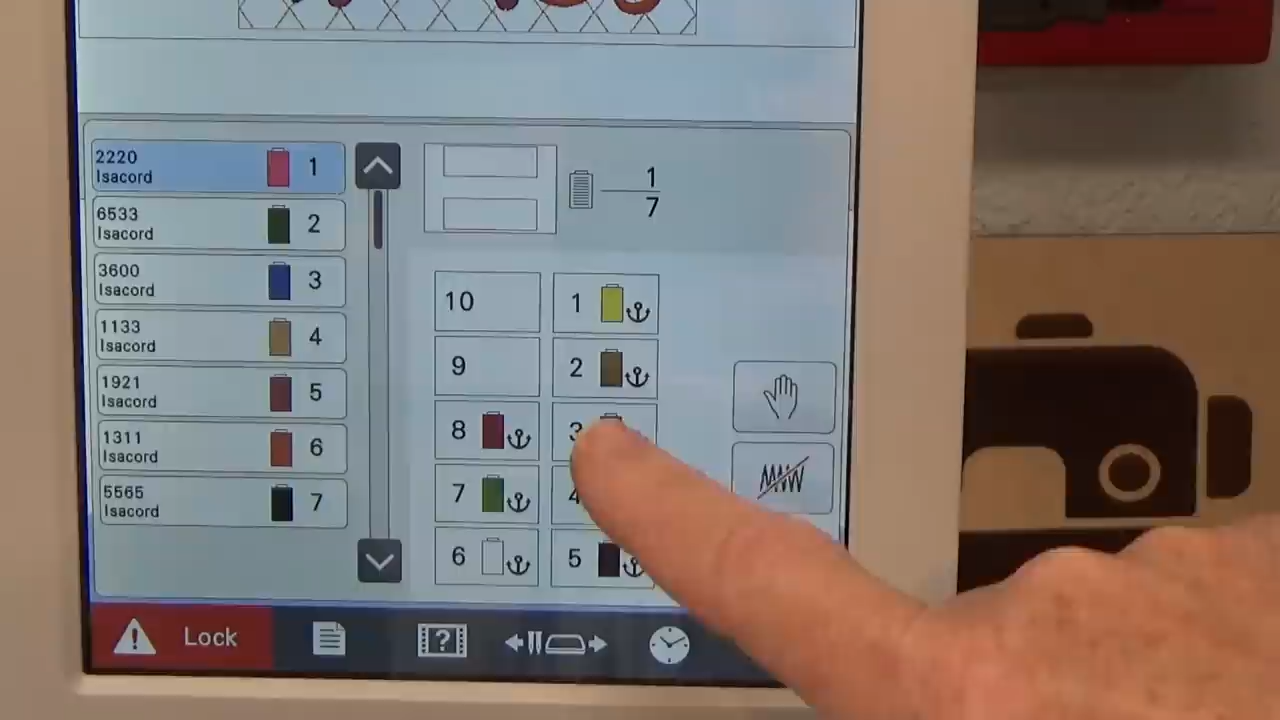 2220
Isacord 1
6533
Isacord 2
3600
Isacord 3
1133
Isacord 4
1921
Isacord 5
1311
Isacord 6
5565
Isacord 7
1
7
10 1
9 2
8 3
7 4
6 5
Lock
?